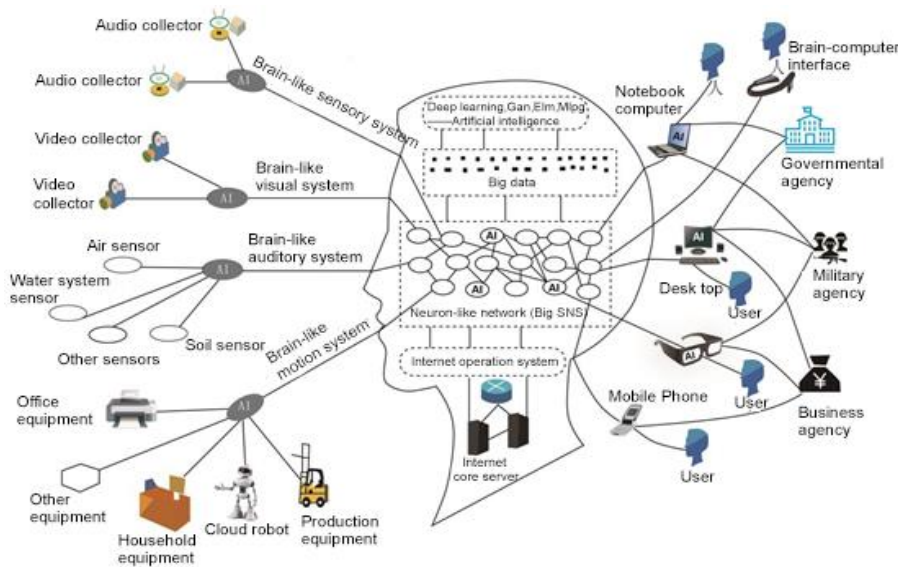 Audio collector
Audio collector
AI
Brain-like sensory system
Video collector
Video
collector
AI
Brain-like
visual system
Air sensor
Water system
sensor
Other sensors
Soil sensor
AI
Brain-like
auditory system
Brain-like
motion system
Office
equipment
AI
Other
equipment
Household
equipment
Cloud robot
Production
equipment
Deep learning,Gan,Elm,Mlpg
Artificial intelligence
Big data
AI
AI
AI
Neuron-like network (Big SNS)
Internet operation system
Internet
core server
Notebook
computer
AI
Brain-computer
interface
Governmental
agency
AI
Desk top
User
Military
agency
AI
User
Mobile Phone
User
¥
Business
agency